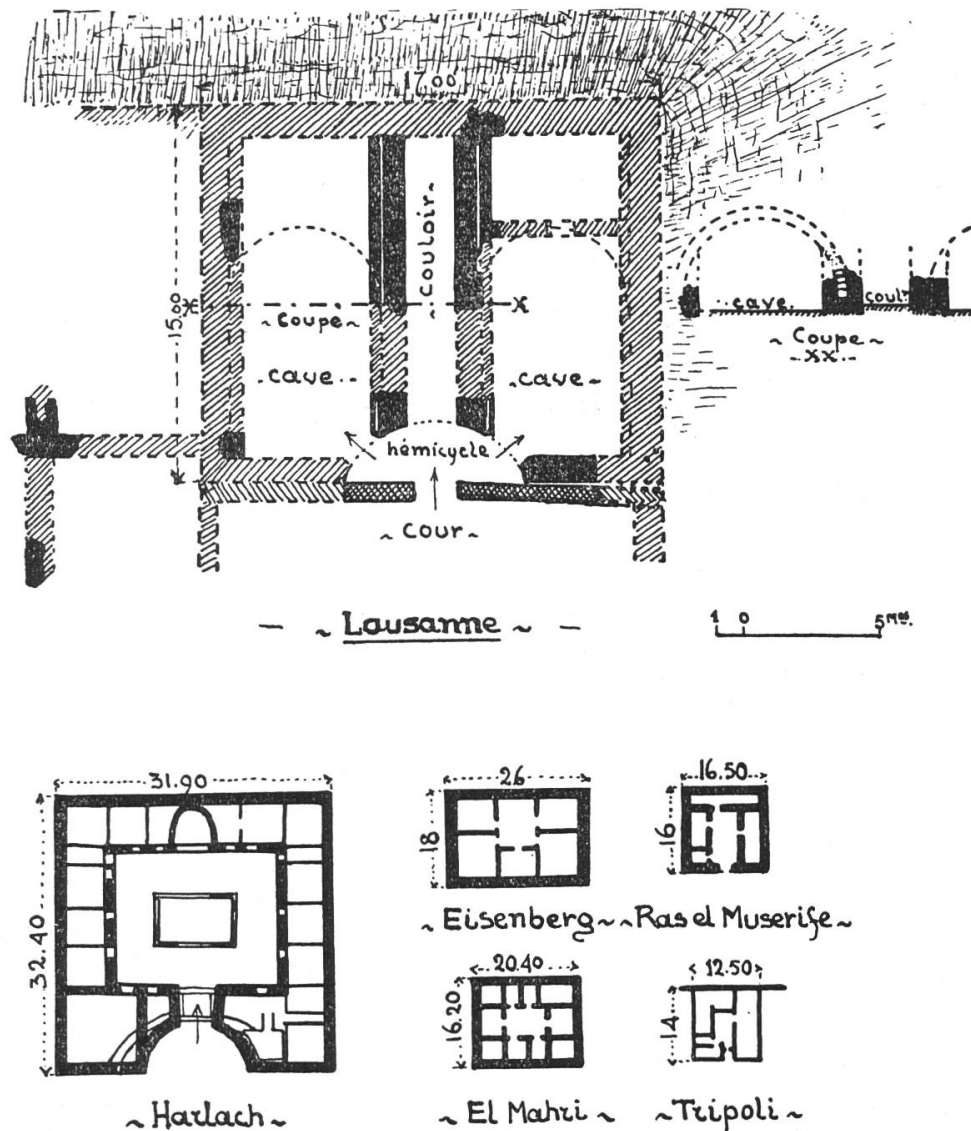 17.00
15.00
couloir
x
x
~ coupe ~
~ cave ~
~ cave ~
hémicycle
~ cour ~
cave
coul.
~ Coupe ~
~ xx ~
~ Lausanne ~
1 0 5 Mes.
31.90
32.40
~ Harlach ~
26
18
~ Eisenberg ~
16.50
16
~ Ras el Muserife ~
20.40
16.20
~ El Mahri ~
12.50
14
~ Tripoli ~